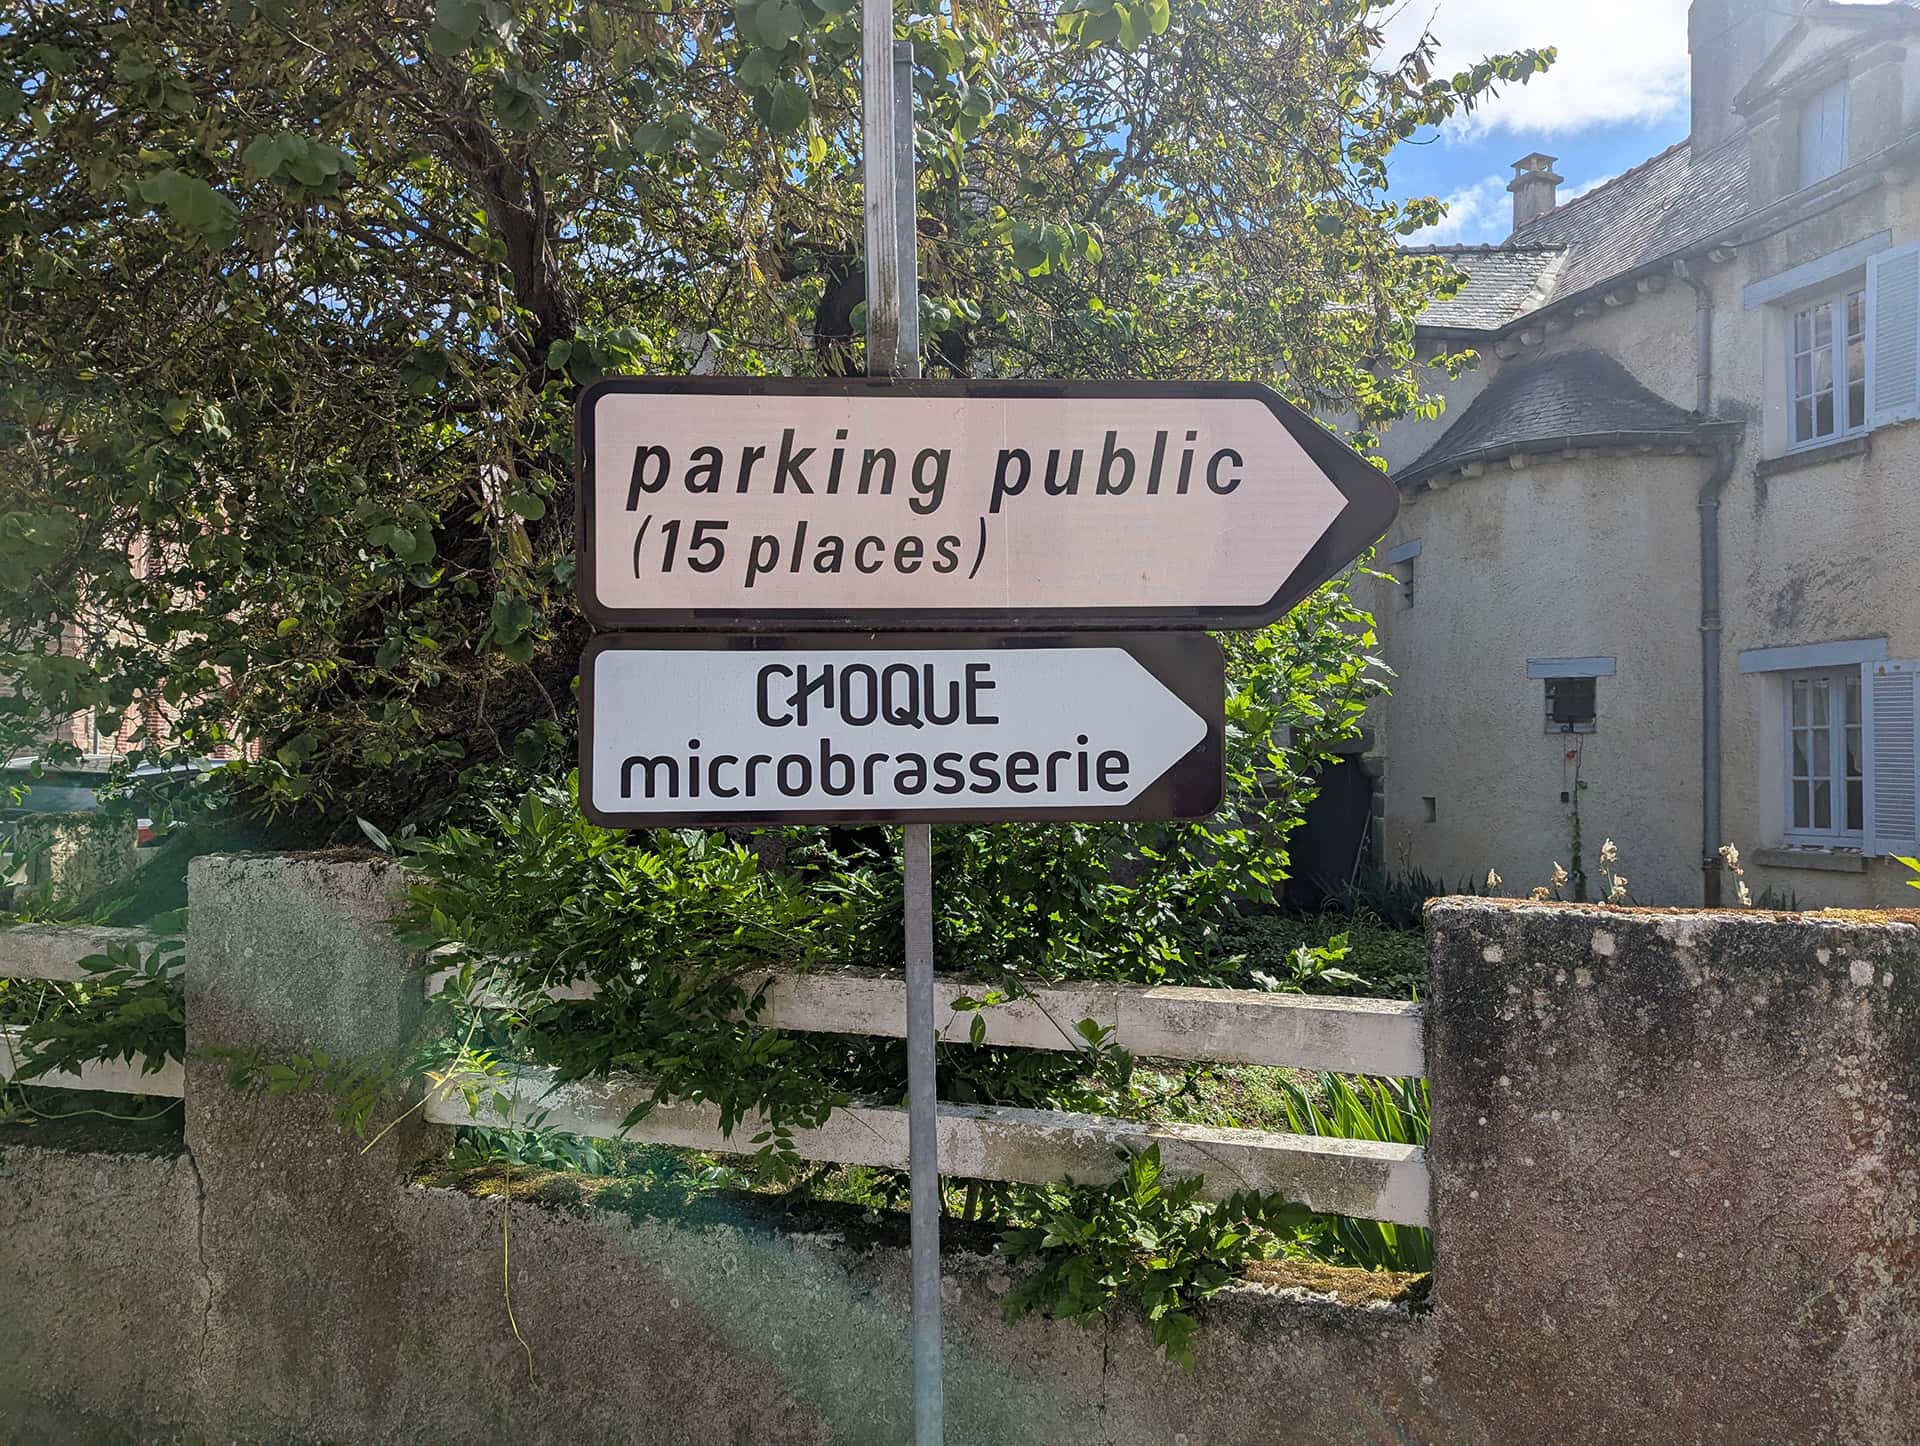 parking public
(15 places)
CHOQUE
microbrasserie